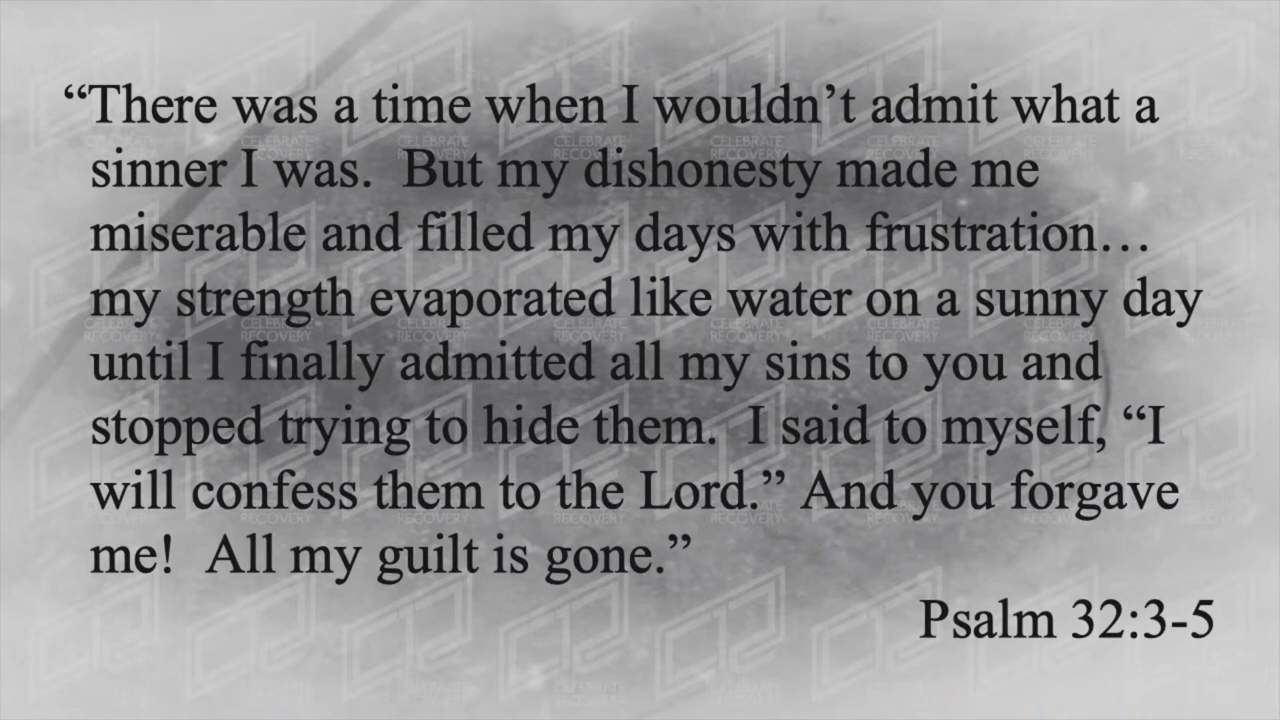 “There was a time when I wouldn’t admit what a
sinner I was.  But my dishonesty made me
miserable and filled my days with frustration…
my strength evaporated like water on a sunny day
until I finally admitted all my sins to you and
stopped trying to hide them.  I said to myself, “I
will confess them to the Lord.” And you forgave
me!  All my guilt is gone.”
Psalm 32:3-5
CELEBRATE
RECOVERY